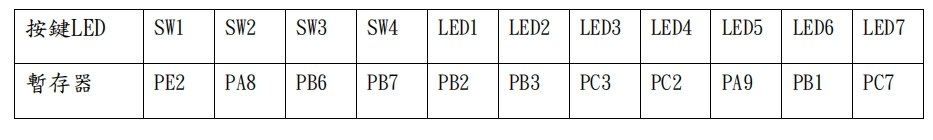 按鍵LED SW1 SW2 SW3 SW4 LED1 LED2 LED3 LED4 LED5 LED6 LED7
暫存器 PE2 PA8 PB6 PB7 PB2 PB3 PC3 PC2 PA9 PB1 PC7